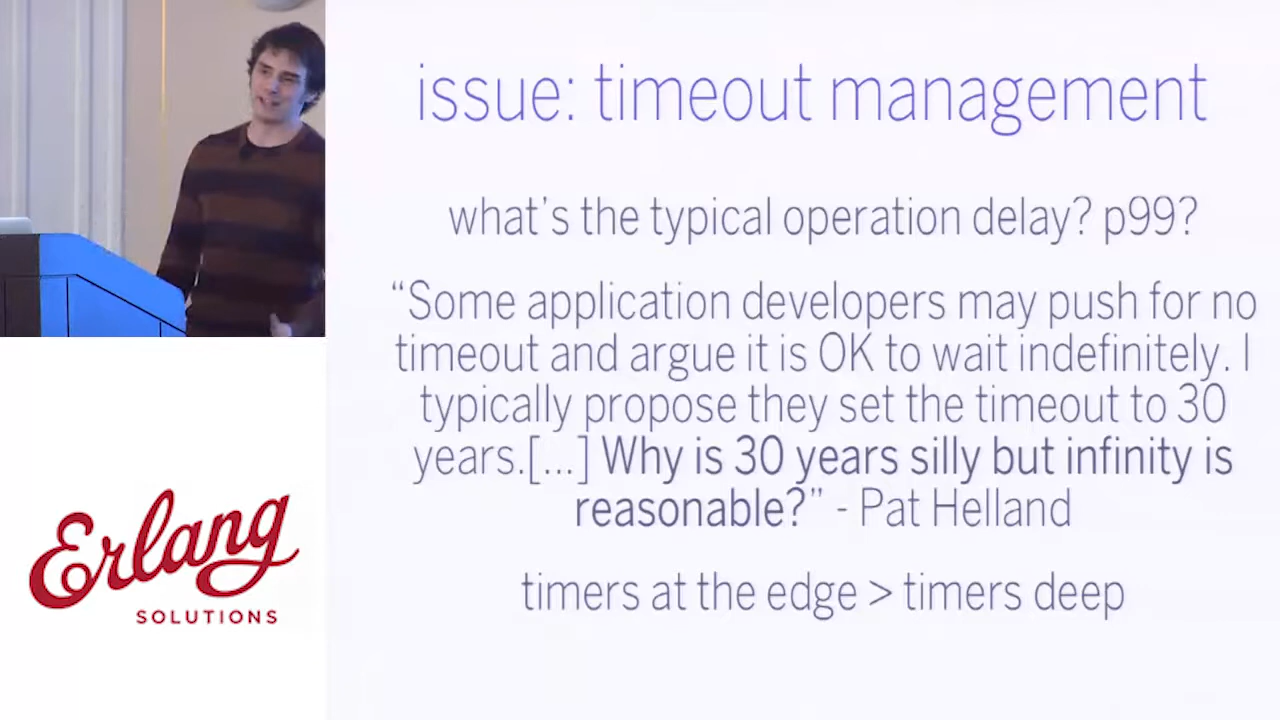 issue: timeout management
what's the typical operation delay? p99?
“Some application developers may push for no
timeout and argue it is OK to wait indefinitely. I
typically propose they set the timeout to 30
years.[...] Why is 30 years silly but infinity is
reasonable?” - Pat Helland
timers at the edge > timers deep
Erlang
SOLUTIONS